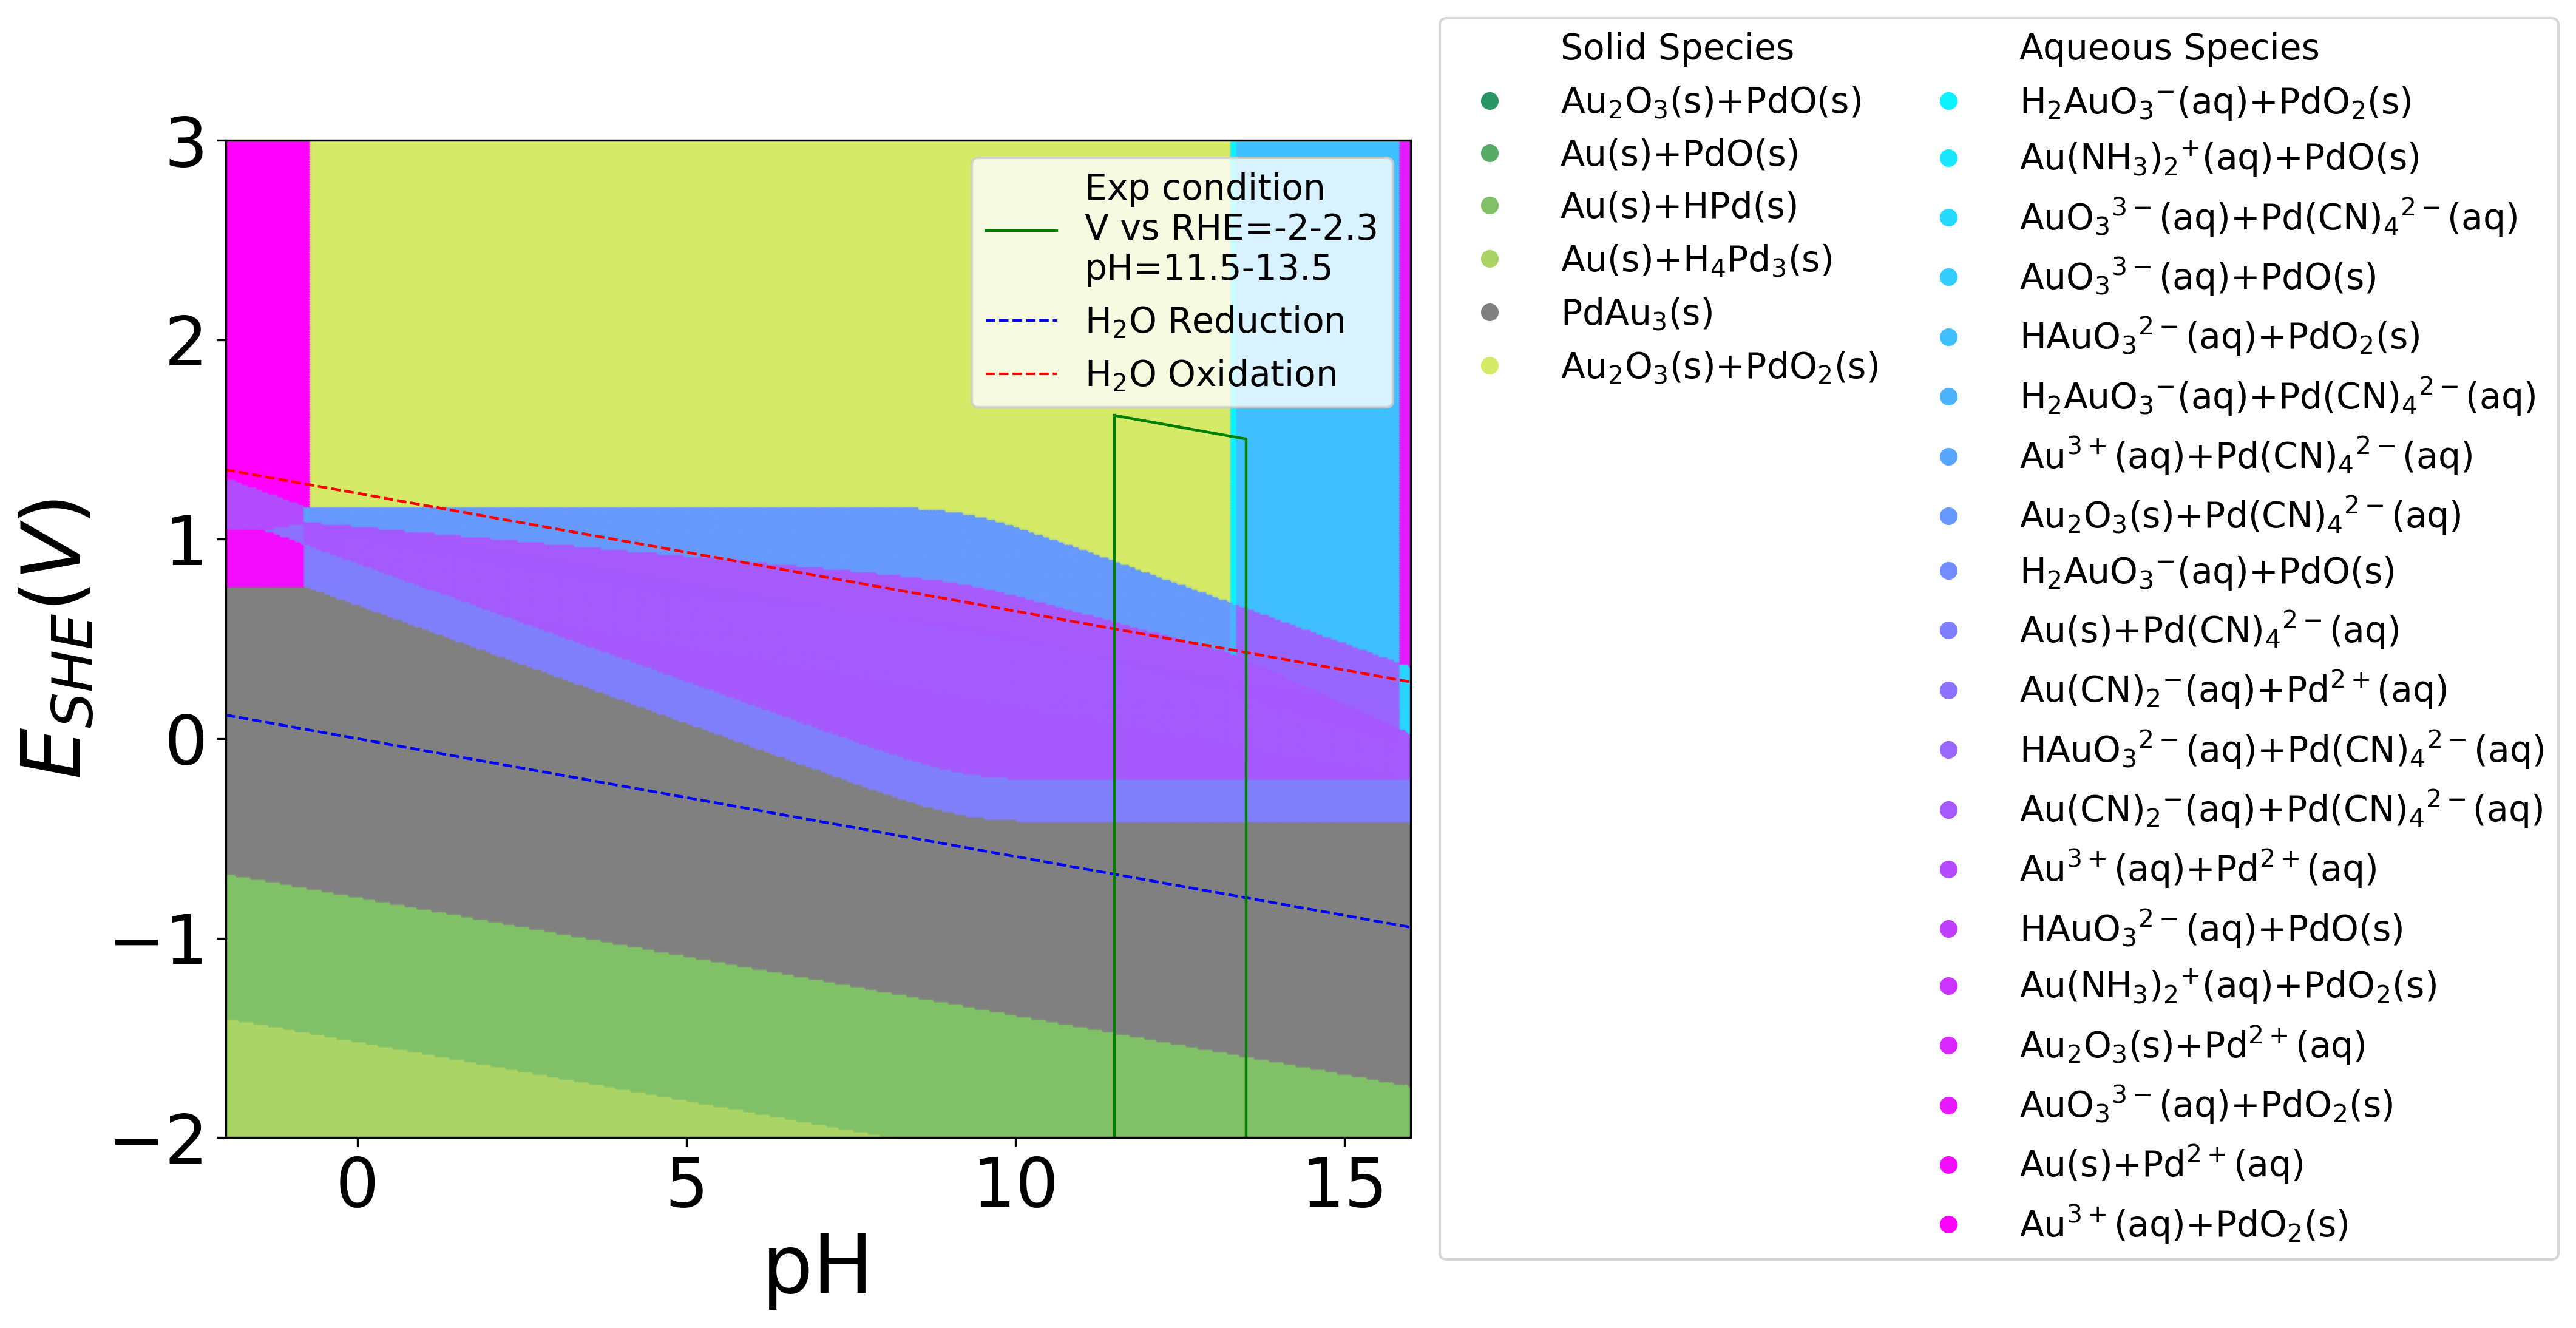 3
2
1
0
−1
−2
E_SHE(V)
0
5
10
15
pH
Exp condition
V vs RHE=-2-2.3
pH=11.5-13.5
H₂O Reduction
H₂O Oxidation
Solid Species
Au₂O₃(s)+PdO(s)
Au(s)+PdO(s)
Au(s)+HPd(s)
Au(s)+H₄Pd₃(s)
PdAu₃(s)
Au₂O₃(s)+PdO₂(s)
Aqueous Species
H₂AuO₃⁻(aq)+PdO₂(s)
Au(NH₃)₂⁺(aq)+PdO(s)
AuO₃³⁻(aq)+Pd(CN)₄²⁻(aq)
AuO₃³⁻(aq)+PdO(s)
HAuO₃²⁻(aq)+PdO₂(s)
H₂AuO₃⁻(aq)+Pd(CN)₄²⁻(aq)
Au³⁺(aq)+Pd(CN)₄²⁻(aq)
Au₂O₃(s)+Pd(CN)₄²⁻(aq)
H₂AuO₃⁻(aq)+PdO(s)
Au(s)+Pd(CN)₄²⁻(aq)
Au(CN)₂⁻(aq)+Pd²⁺(aq)
HAuO₃²⁻(aq)+Pd(CN)₄²⁻(aq)
Au(CN)₂⁻(aq)+Pd(CN)₄²⁻(aq)
Au³⁺(aq)+Pd²⁺(aq)
HAuO₃²⁻(aq)+PdO(s)
Au(NH₃)₂⁺(aq)+PdO₂(s)
Au₂O₃(s)+Pd²⁺(aq)
AuO₃³⁻(aq)+PdO₂(s)
Au(s)+Pd²⁺(aq)
Au³⁺(aq)+PdO₂(s)